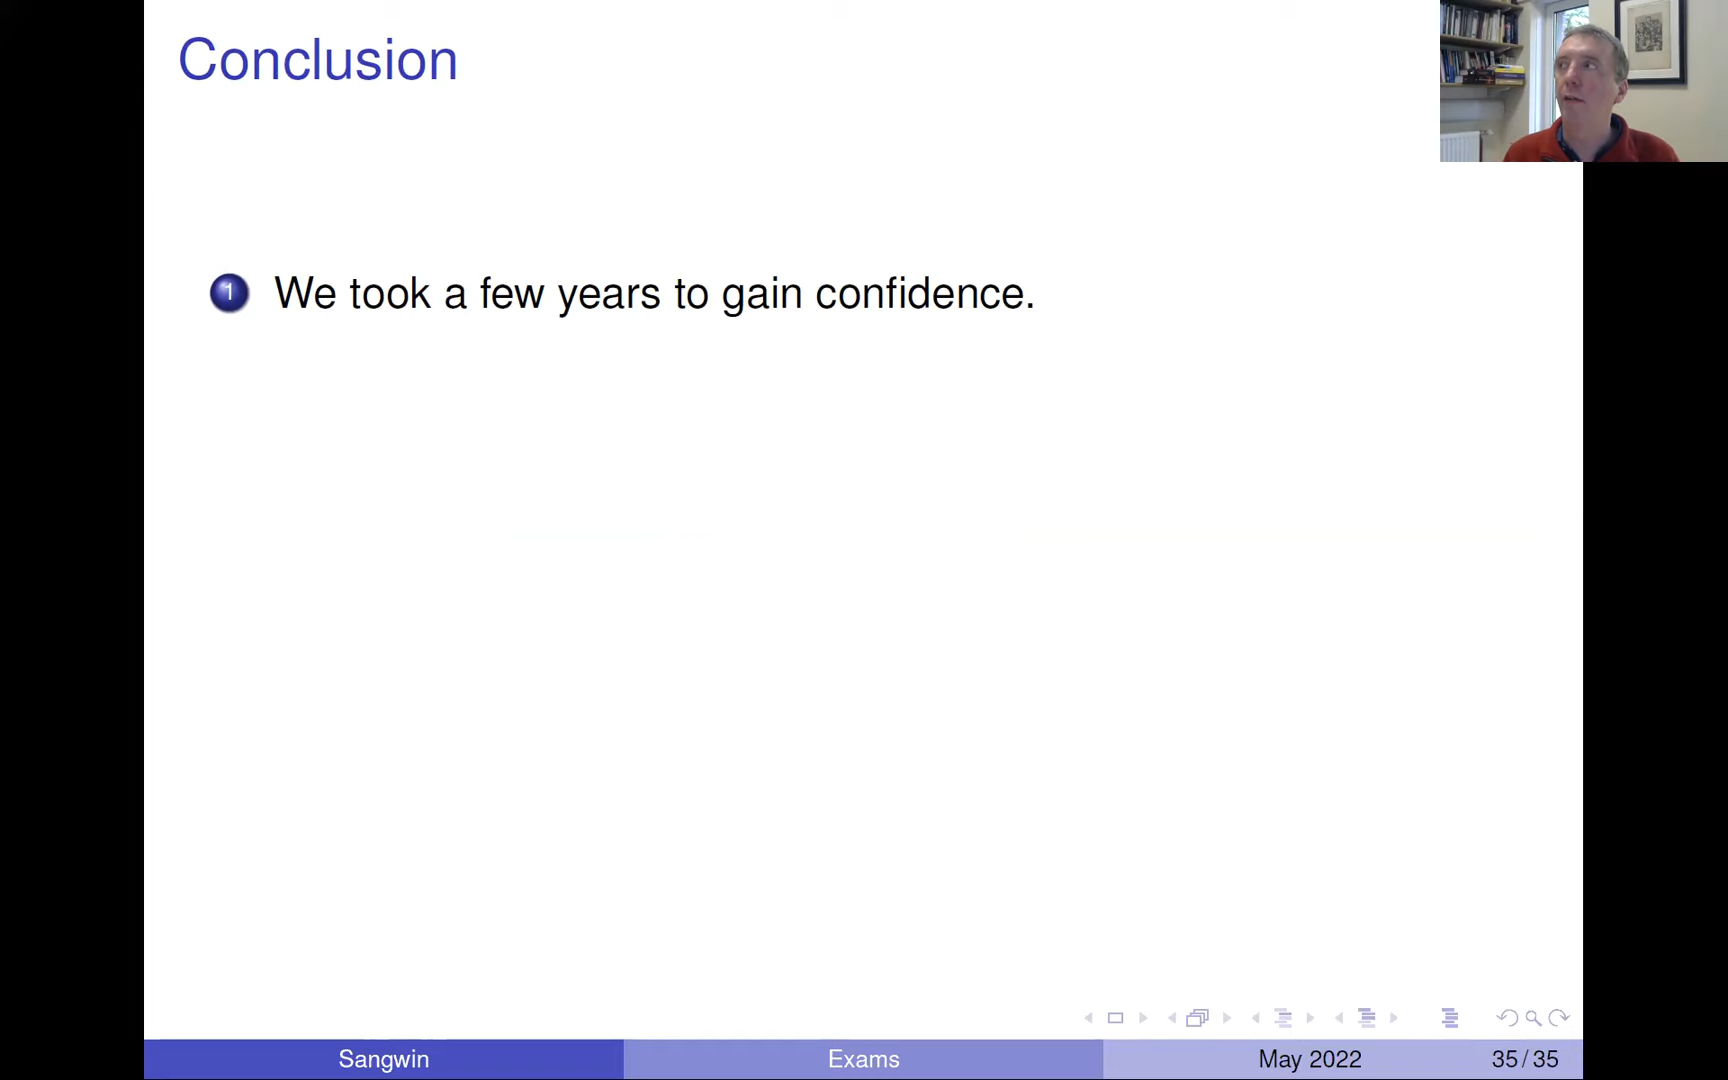 Conclusion
1 We took a few years to gain confidence.
Sangwin Exams May 2022 35/35